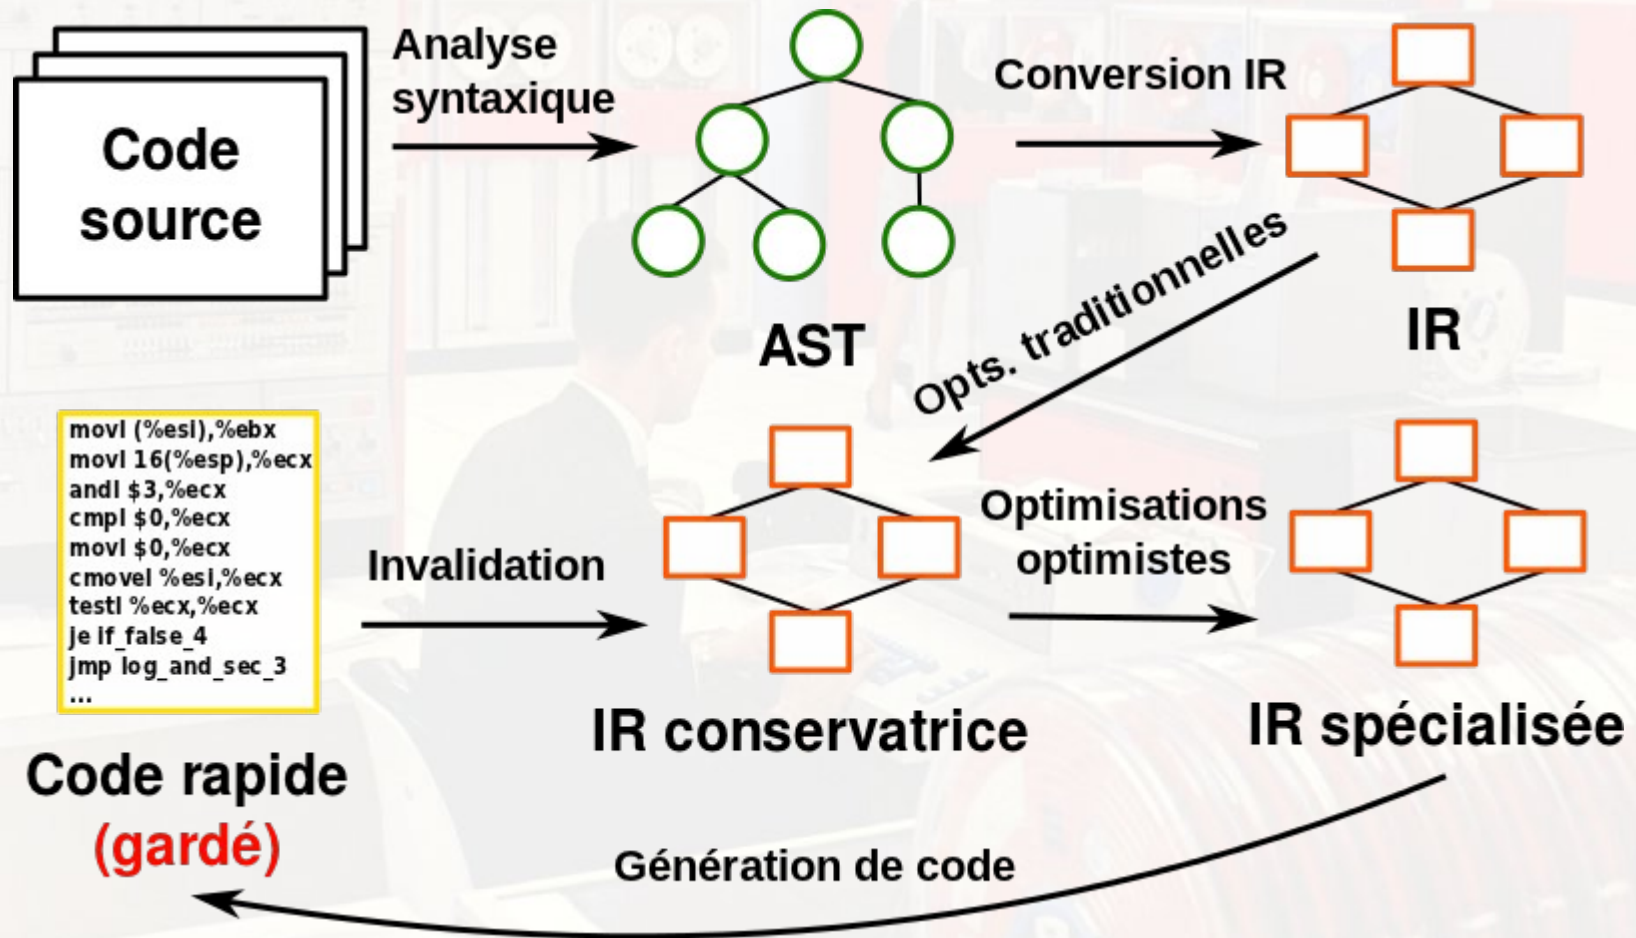 Code
source
Analyse
syntaxique
AST
Conversion IR
IR
Opts. traditionnelles
movl (%esi),%ebx
movl 16(%esp),%ecx
andl $3,%ecx
cmpl $0,%ecx
movl $0,%ecx
cmovel %esi,%ecx
testl %ecx,%ecx
je if_false_4
jmp log_and_sec_3
...
Code rapide
(gardé)
Invalidation
IR conservatrice
Optimisations
optimistes
IR spécialisée
Génération de code